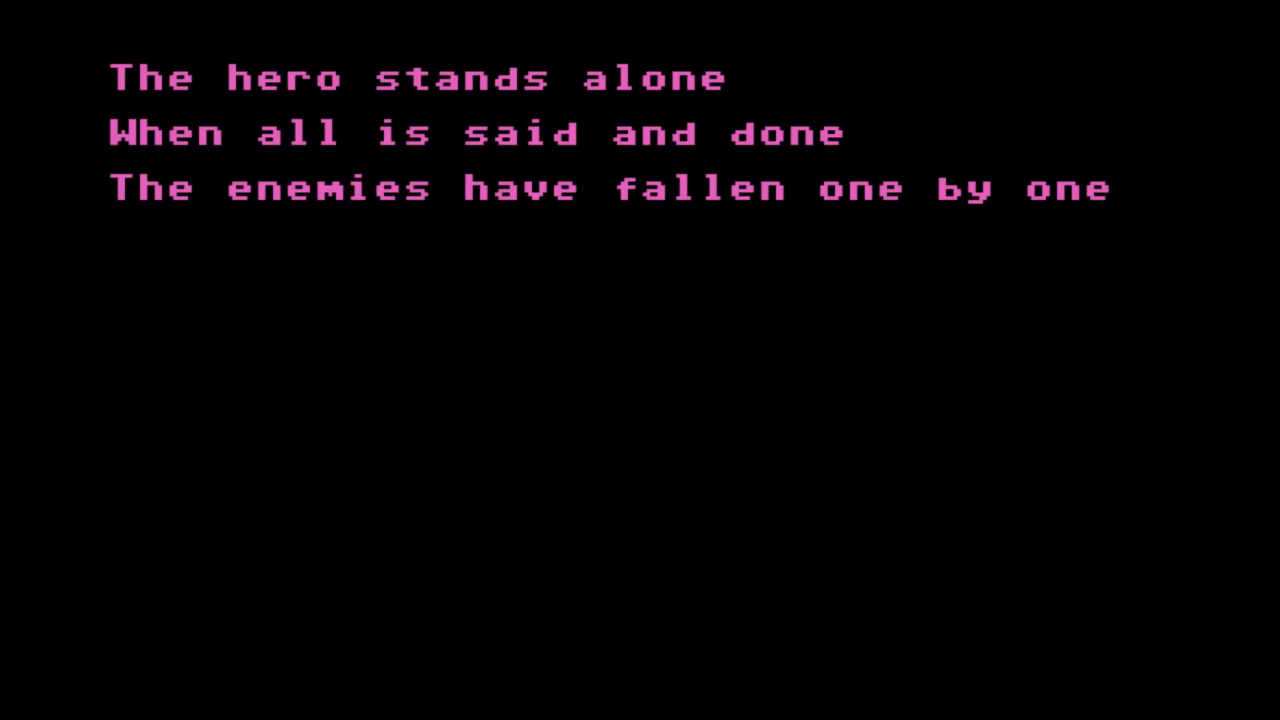 The hero stands alone
When all is said and done
The enemies have fallen one by one